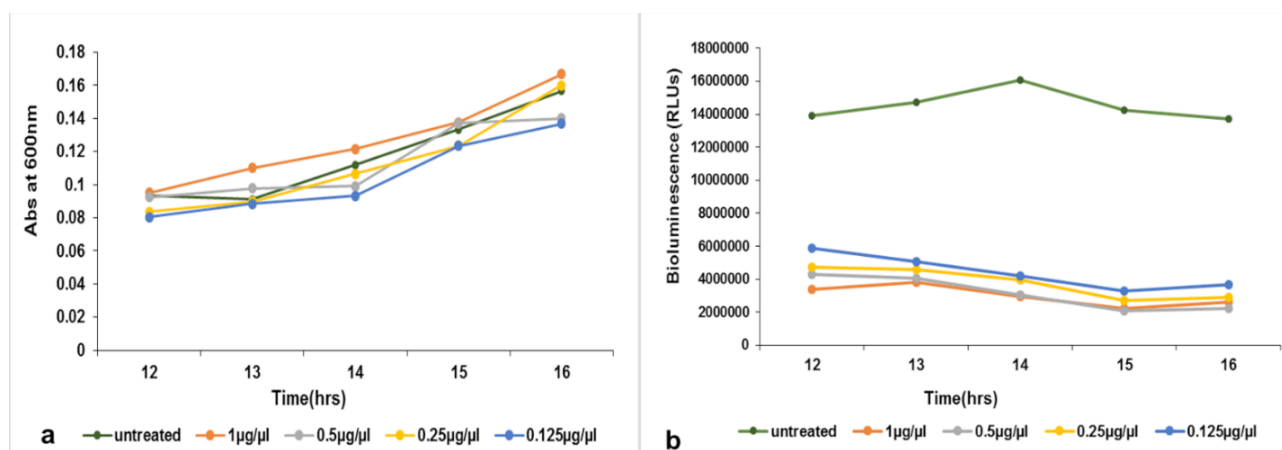 0.18
0.16
0.14
0.12
0.1
0.08
0.06
0.04
0.02
0
Abs at 600nm
12 13 14 15 16
Time(hrs)
a untreated 1µg/µl 0.5µg/µl 0.25µg/µl 0.125µg/µl
18000000
16000000
14000000
12000000
10000000
8000000
6000000
4000000
2000000
0
Bioluminescence (RLUs)
12 13 14 15 16
Time(hrs)
b untreated 1µg/µl 0.5µg/µl 0.25µg/µl 0.125µg/µl